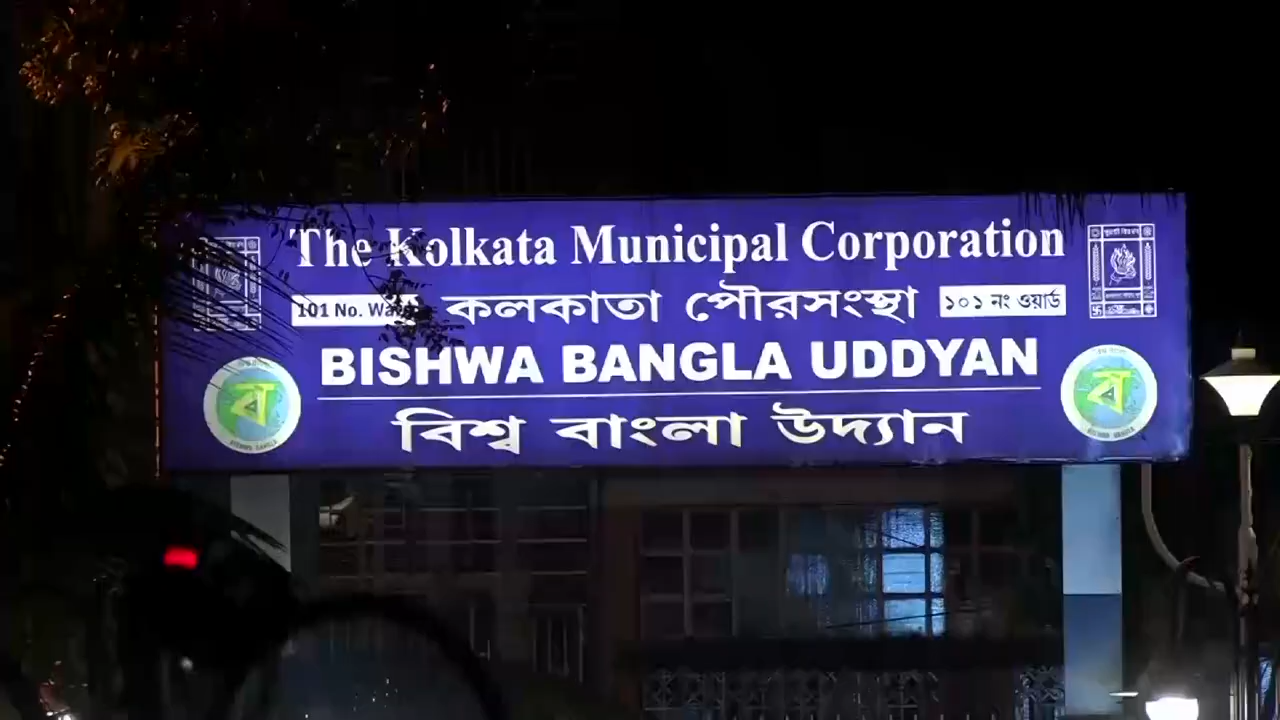 The Kolkata Municipal Corporation
101 No. Wa কলকাতা পৌরসংস্থা ১০১ নং ওয়ার্ড
BISHWA BANGLA UDDYAN
বিশ্ব বাংলা উদ্যান
ব ব